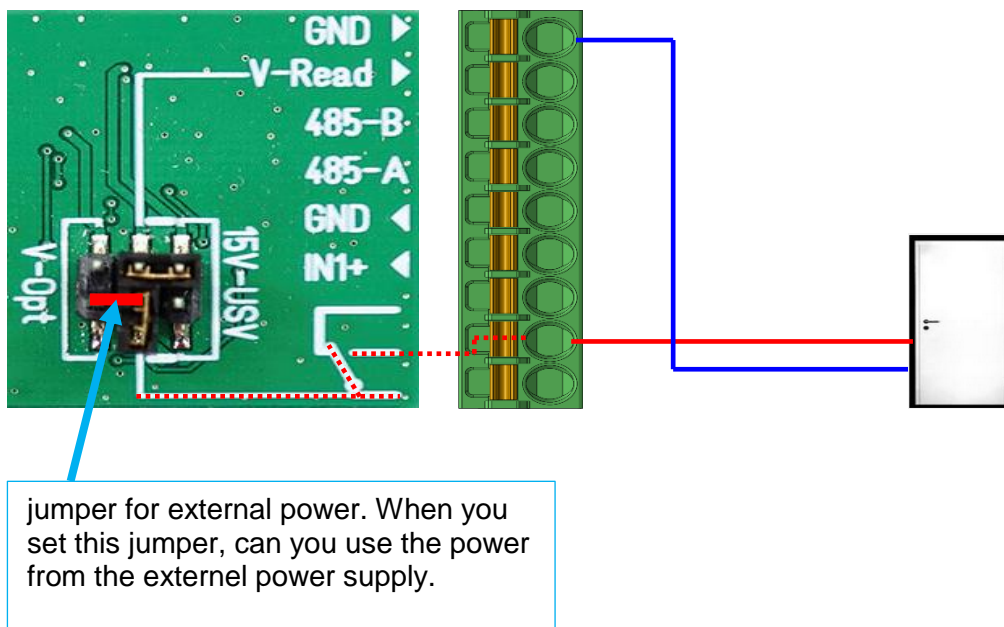 GND
V-Read
485-B
485-A
GND
IN1+
V-Opt
15V-USV
jumper for external power. When you
set this jumper, can you use the power
from the externel power supply.